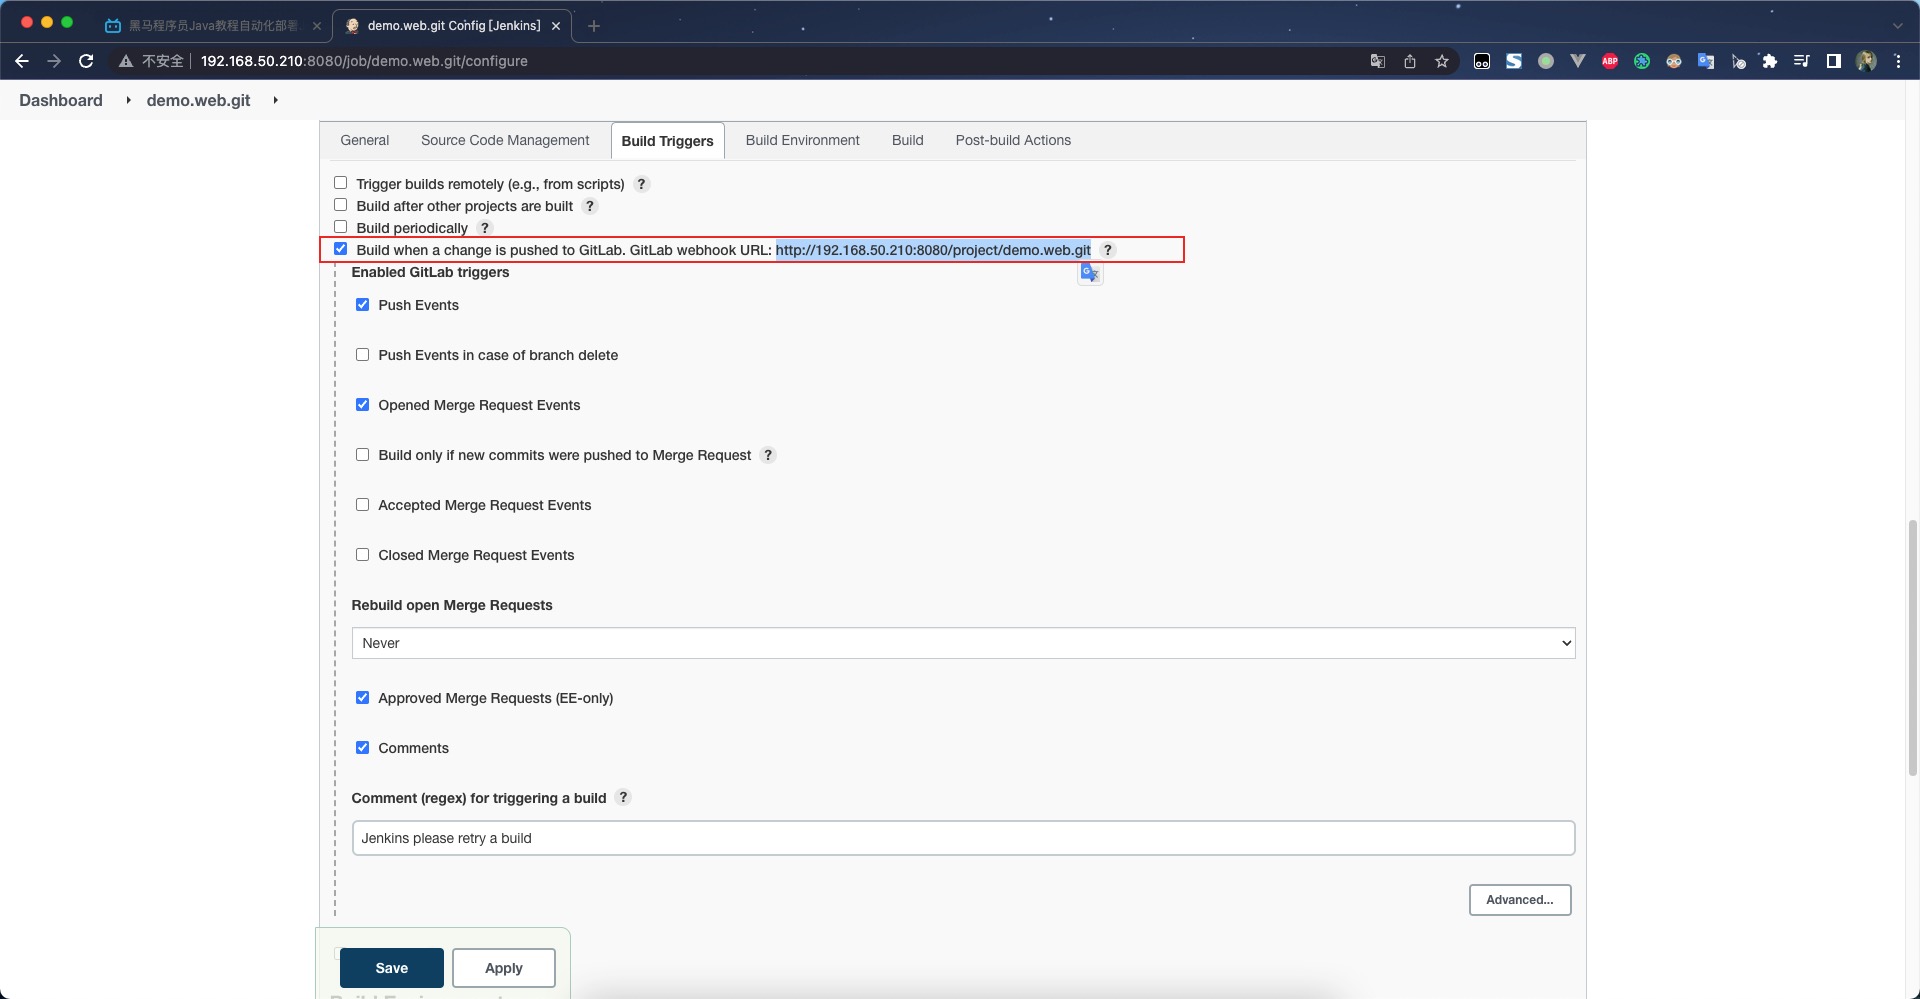 黑马程序员Java教程自动化部署
demo.web.git Config [Jenkins]
不安全
192.168.50.210:8080/job/demo.web.git/configure
ABP
Dashboard
demo.web.git
General
Source Code Management
Build Triggers
Build Environment
Build
Post-build Actions
Trigger builds remotely (e.g., from scripts) ?
Build after other projects are built ?
Build periodically ?
Build when a change is pushed to GitLab. GitLab webhook URL: http://192.168.50.210:8080/project/demo.web.git ?
Enabled GitLab triggers
Push Events
Push Events in case of branch delete
Opened Merge Request Events
Build only if new commits were pushed to Merge Request ?
Accepted Merge Request Events
Closed Merge Request Events
Rebuild open Merge Requests
Never
Approved Merge Requests (EE-only)
Comments
Comment (regex) for triggering a build ?
Jenkins please retry a build
Advanced...
Save
Apply